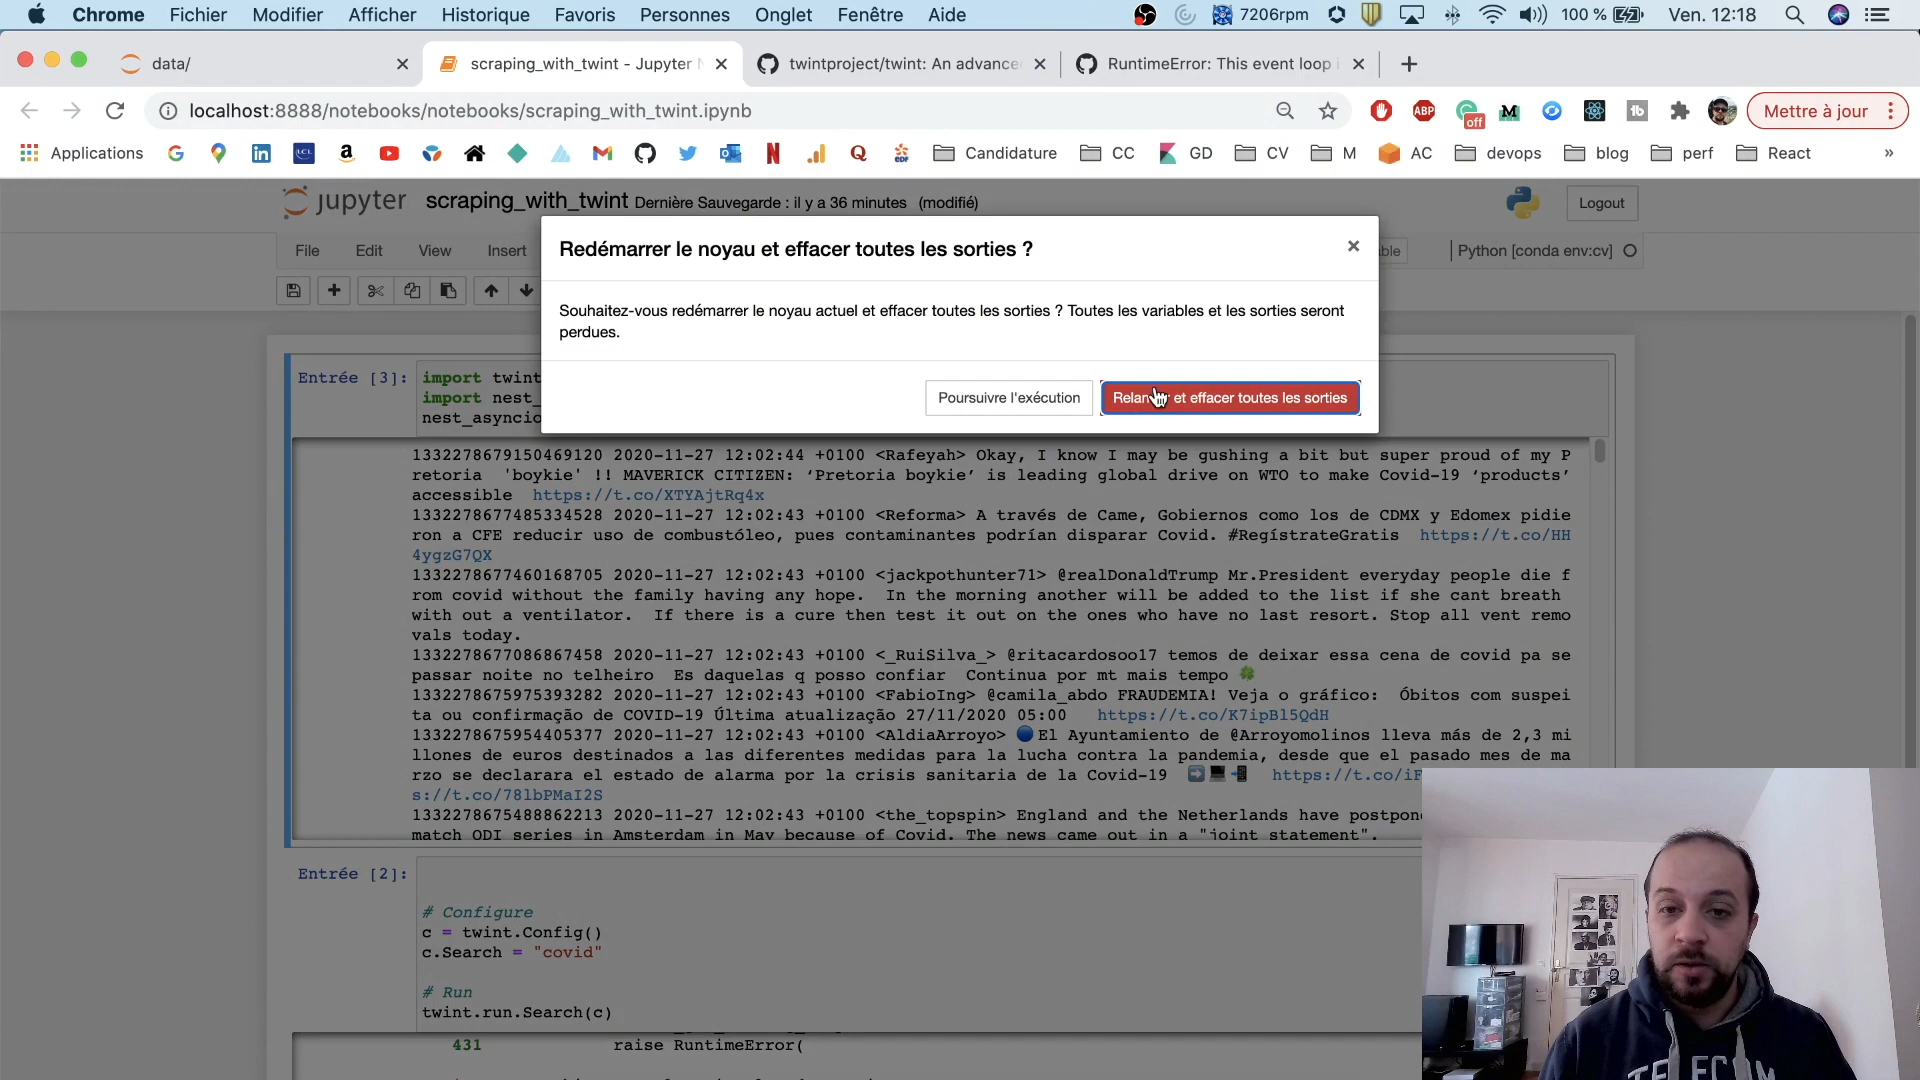 Chrome Fichier Modifier Afficher Historique Favoris Personnes Onglet Fenêtre Aide 7206rpm 100 % Ven. 12:18
data/ scraping_with_twint - Jupyter N twintproject/twint: An advance RuntimeError: This event loop i
localhost:8888/notebooks/notebooks/scraping_with_twint.ipynb ABP off M Mettre à jour
Applications LCL EDF Candidature CC GD CV M AC devops blog perf React »
jupyter scraping_with_twint Dernière Sauvegarde : il y a 36 minutes (modifié) Logout
File Edit View Insert ble Python [conda env:cv]
Redémarrer le noyau et effacer toutes les sorties ?
Souhaitez-vous redémarrer le noyau actuel et effacer toutes les sorties ? Toutes les variables et les sorties seront
perdues.
Poursuivre l'exécution Relan et effacer toutes les sorties
Entrée [3]: import twint
import nest_
nest_asyncio
1332278679150469120 2020-11-27 12:02:44 +0100 <Rafeyah> Okay, I know I may be gushing a bit but super proud of my P
retoria 'boykie' !! MAVERICK CITIZEN: ‘Pretoria boykie’ is leading global drive on WTO to make Covid-19 ‘products’
accessible https://t.co/XTYAjtRq4x
1332278677485334528 2020-11-27 12:02:43 +0100 <Reforma> A través de Came, Gobiernos como los de CDMX y Edomex pidie
ron a CFE reducir uso de combustóleo, pues contaminantes podrían disparar Covid. #RegístrateGratis https://t.co/HH
4ygzG7QX
1332278677460168705 2020-11-27 12:02:43 +0100 <jackpothunter71> @realDonaldTrump Mr.President everyday people die f
rom covid without the family having any hope. In the morning another will be added to the list if she cant breath
with out a ventilator. If there is a cure then test it out on the ones who have no last resort. Stop all vent remo
vals today.
1332278677086867458 2020-11-27 12:02:43 +0100 <_RuiSilva_> @ritacardosoo17 temos de deixar essa cena de covid pa se
passar noite no telheiro Es daquelas q posso confiar Continua por mt mais tempo 🍀
1332278675975393282 2020-11-27 12:02:43 +0100 <FabioIng> @camila_abdo FRAUDEMIA! Veja o gráfico: Óbitos com suspei
ta ou confirmação de COVID-19 Última atualização 27/11/2020 05:00 https://t.co/K7ipBl5QdH
1332278675954405377 2020-11-27 12:02:43 +0100 <AldiaArroyo> 🔵El Ayuntamiento de @Arroyomolinos lleva más de 2,3 mi
llones de euros destinados a las diferentes medidas para la lucha contra la pandemia, desde que el pasado mes de ma
rzo se declarara el estado de alarma por la crisis sanitaria de la Covid-19 ➡💻📲 https://t.co/iF
s://t.co/78lbPMaI2S
1332278675488862213 2020-11-27 12:02:43 +0100 <the_topspin> England and the Netherlands have postpon
match ODI series in Amsterdam in May because of Covid. The news came out in a "joint statement".
Entrée [2]:
# Configure
c = twint.Config()
c.Search = "covid"
# Run
twint.run.Search(c)
431 raise RuntimeError(
TELECOM